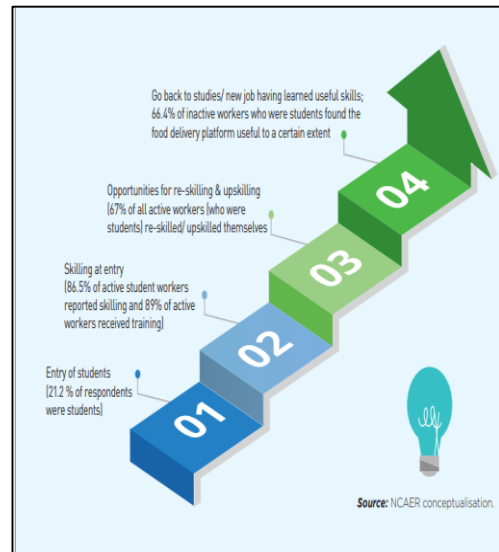 Go back to studies/ new job having learned useful skills;
66.4% of inactive workers who were students found the
food delivery platform useful to a certain extent
04
Opportunities for re-skilling & upskilling
(67% of all active workers (who were
students) re-skilled/ upskilled themselves
03
Skilling at entry
(86.5% of active student workers
reported skilling and 89% of active
workers received training)
02
Entry of students
(21.2 % of respondents
were students)
01
Source: NCAER conceptualisation.